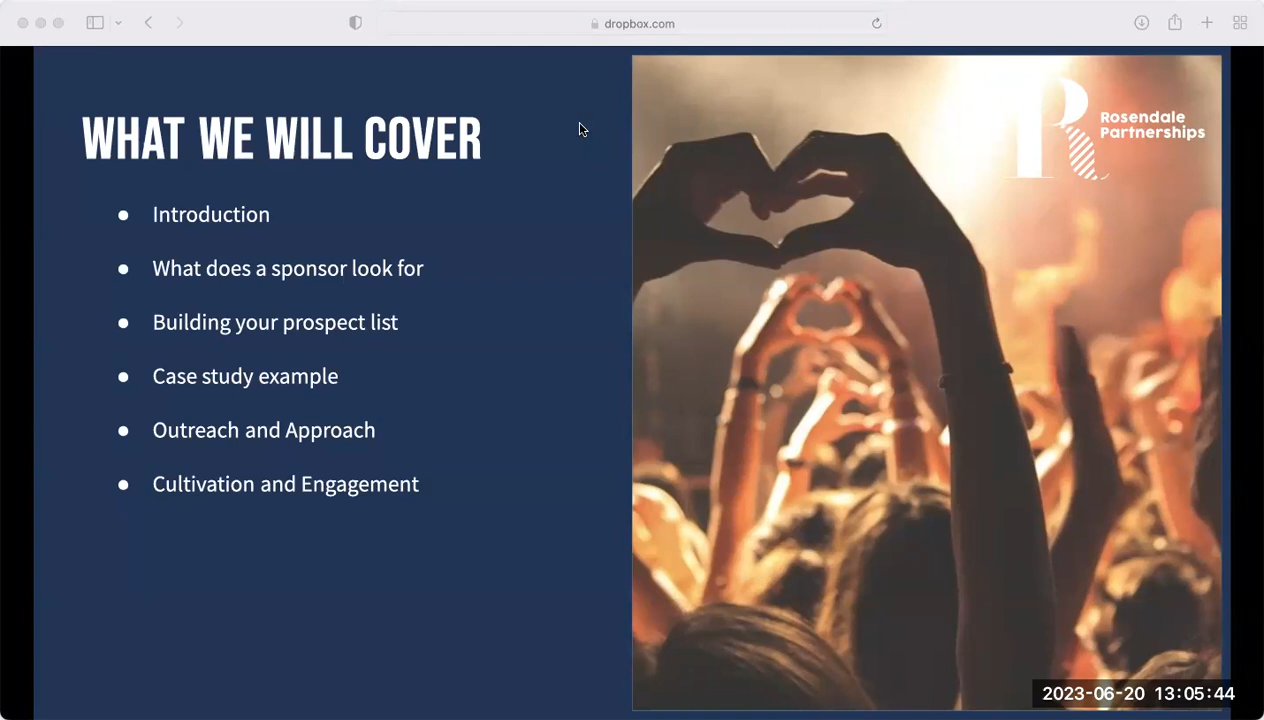 dropbox.com
WHAT WE WILL COVER
Introduction
What does a sponsor look for
Building your prospect list
Case study example
Outreach and Approach
Cultivation and Engagement
R
Rosendale
Partnerships
2023-06-20 13:05:44